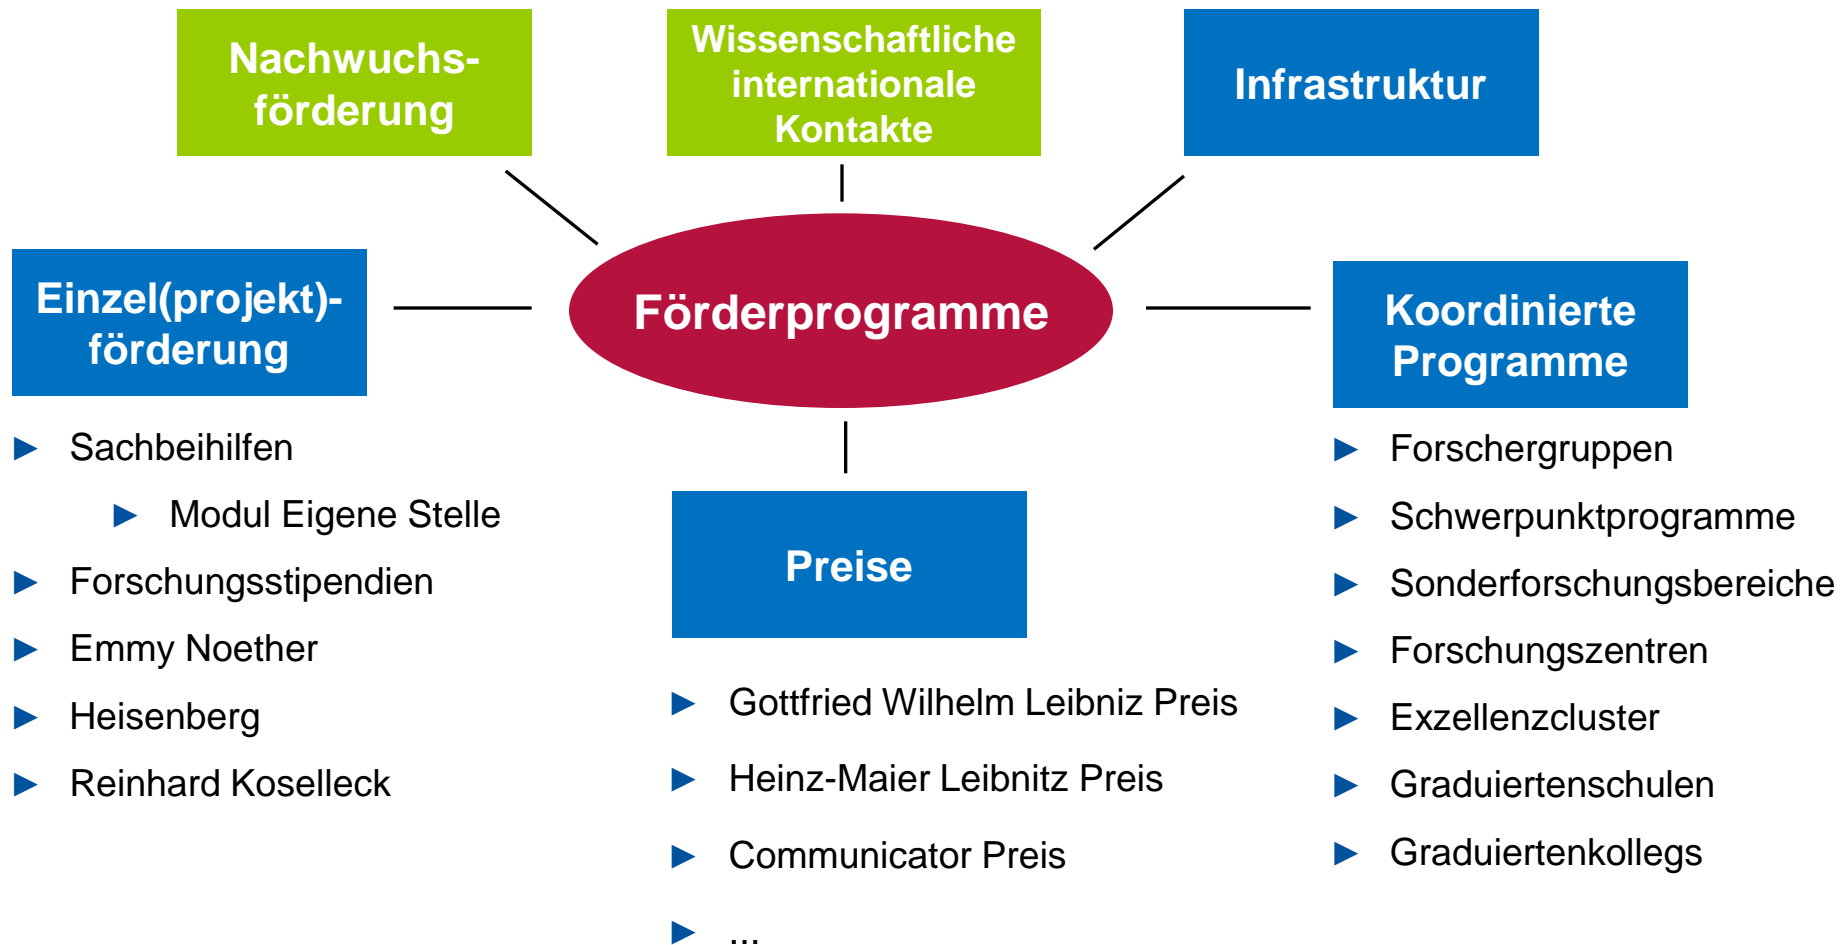 Nachwuchs-
förderung
Wissenschaftliche
internationale
Kontakte
Infrastruktur
Förderprogramme
Einzel(projekt)-
förderung
► Sachbeihilfen
► Modul Eigene Stelle
► Forschungsstipendien
► Emmy Noether
► Heisenberg
► Reinhard Koselleck
Preise
► Gottfried Wilhelm Leibniz Preis
► Heinz-Maier Leibnitz Preis
► Communicator Preis
► ...
Koordinierte
Programme
► Forschergruppen
► Schwerpunktprogramme
► Sonderforschungsbereiche
► Forschungszentren
► Exzellenzcluster
► Graduiertenschulen
► Graduiertenkollegs